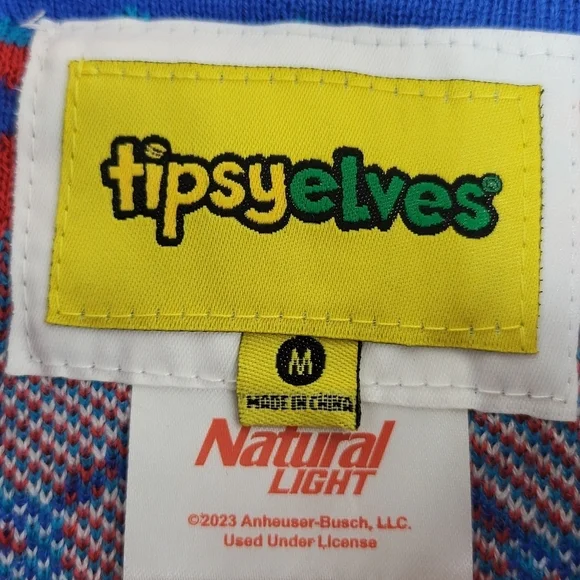 tipsyelves®
M
MADE IN CHINA
Natural
LIGHT
©2023 Anheuser-Busch, LLC.
Used Under License